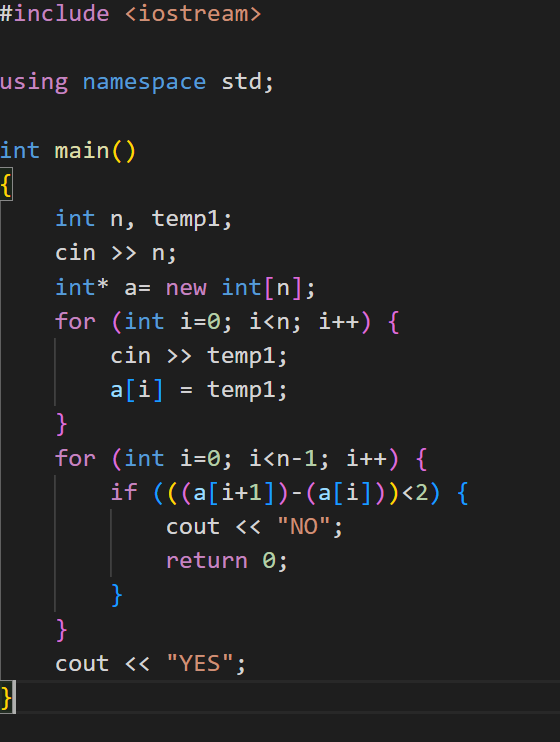 #include <iostream>
using namespace std;
int main()
{
int n, temp1;
cin >> n;
int* a= new int[n];
for (int i=0; i<n; i++) {
cin >> temp1;
a[i] = temp1;
}
for (int i=0; i<n-1; i++) {
if (((a[i+1])-(a[i]))<2) {
cout << "NO";
return 0;
}
}
cout << "YES";
}